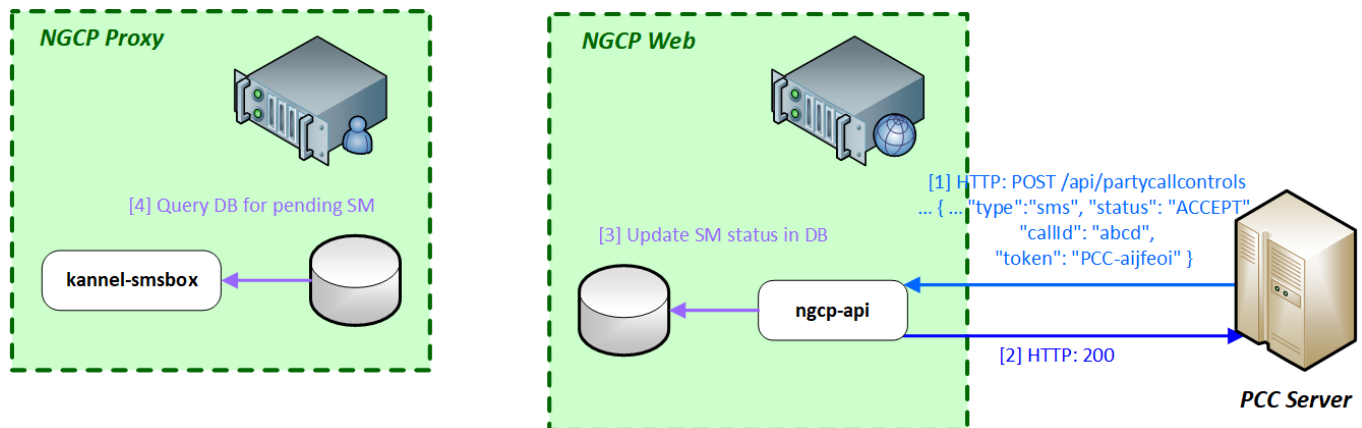 NGCP Proxy
[4] Query DB for pending SM
kannel-smsbox
NGCP Web
[1] HTTP: POST /api/partycallcontrols
... { ... "type":"sms", "status": "ACCEPT"
"callId": "abcd",
"token": "PCC-aijfeoi" }
[3] Update SM status in DB
ngcp-api
[2] HTTP: 200
PCC Server